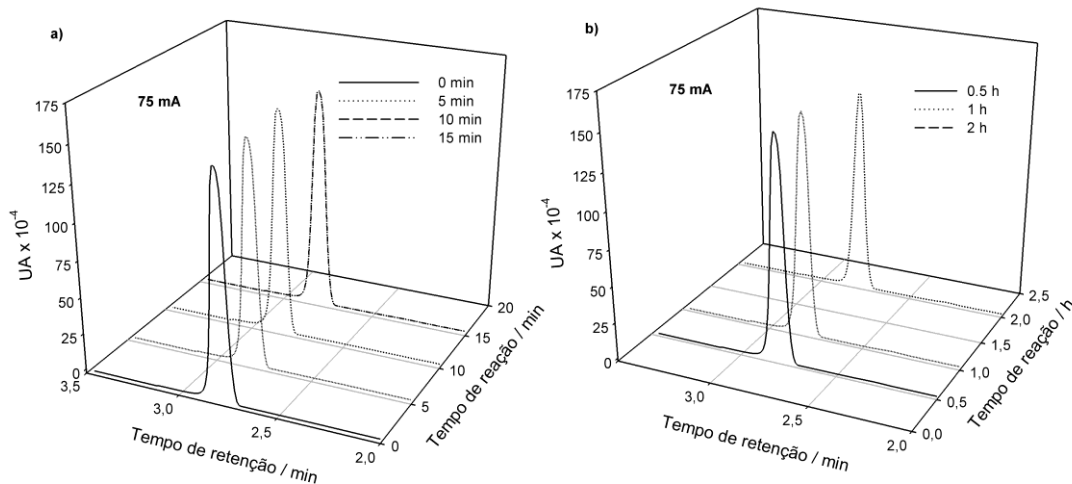 a)
75 mA
0 min
5 min
10 min
15 min
175
150
125
100
75
50
25
0
UA x 10-4
3,5
3,0
2,5
2,0
Tempo de retenção / min
0
5
10
15
20
Tempo de reação / min
b)
75 mA
0.5 h
1 h
2 h
175
150
125
100
75
50
25
0
UA x 10-4
3,0
2,5
2,0
Tempo de retenção / min
0,0
0,5
1,0
1,5
2,0
2,5
Tempo de reação / h